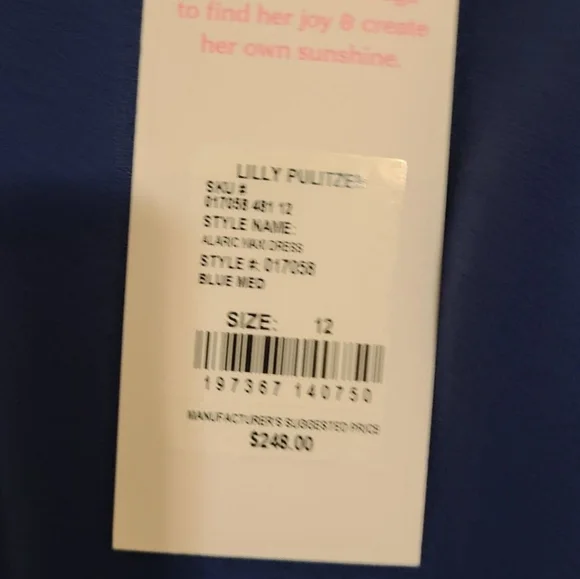 to find her joy & create
her own sunshine.
LILLY PULITZER
SKU #
017058 481 12
STYLE NAME:
ALARIC MAXI DRESS
STYLE #: 017058
BLUE MED
SIZE: 12
197367 140750
MANUFACTURER'S SUGGESTED PRICE
$248.00